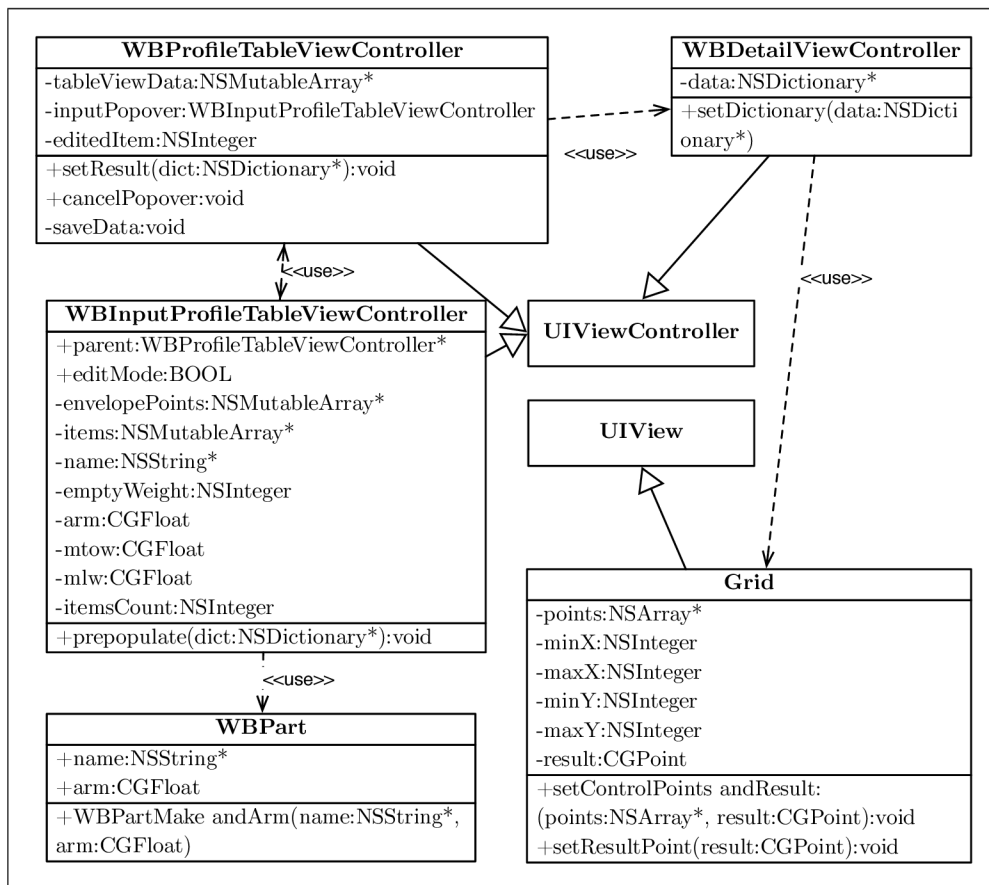 WBProfileTableViewController
-tableViewData:NSMutableArray*
-inputPopover:WBInputProfileTableViewController
-editedItem:NSInteger
+setResult(dict:NSDictionary*):void
+cancelPopover:void
-saveData:void
WBDetailViewController
-data:NSDictionary*
+setDictionary(data:NSDicti
onary*)
<<use>>
<<use>>
<<use>>
WBInputProfileTableViewController
+parent:WBProfileTableViewController*
+editMode:BOOL
-envelopePoints:NSMutableArray*
-items:NSMutableArray*
-name:NSString*
-emptyWeight:NSInteger
-arm:CGFloat
-mtow:CGFloat
-mlw:CGFloat
-itemsCount:NSInteger
+prepopulate(dict:NSDictionary*):void
UIViewController
UIView
<<use>>
WBPart
+name:NSString*
+arm:CGFloat
+WBPartMake andArm(name:NSString*,
arm:CGFloat)
Grid
-points:NSArray*
-minX:NSInteger
-maxX:NSInteger
-minY:NSInteger
-maxY:NSInteger
-result:CGPoint
+setControlPoints andResult:
(points:NSArray*, result:CGPoint):void
+setResultPoint(result:CGPoint):void